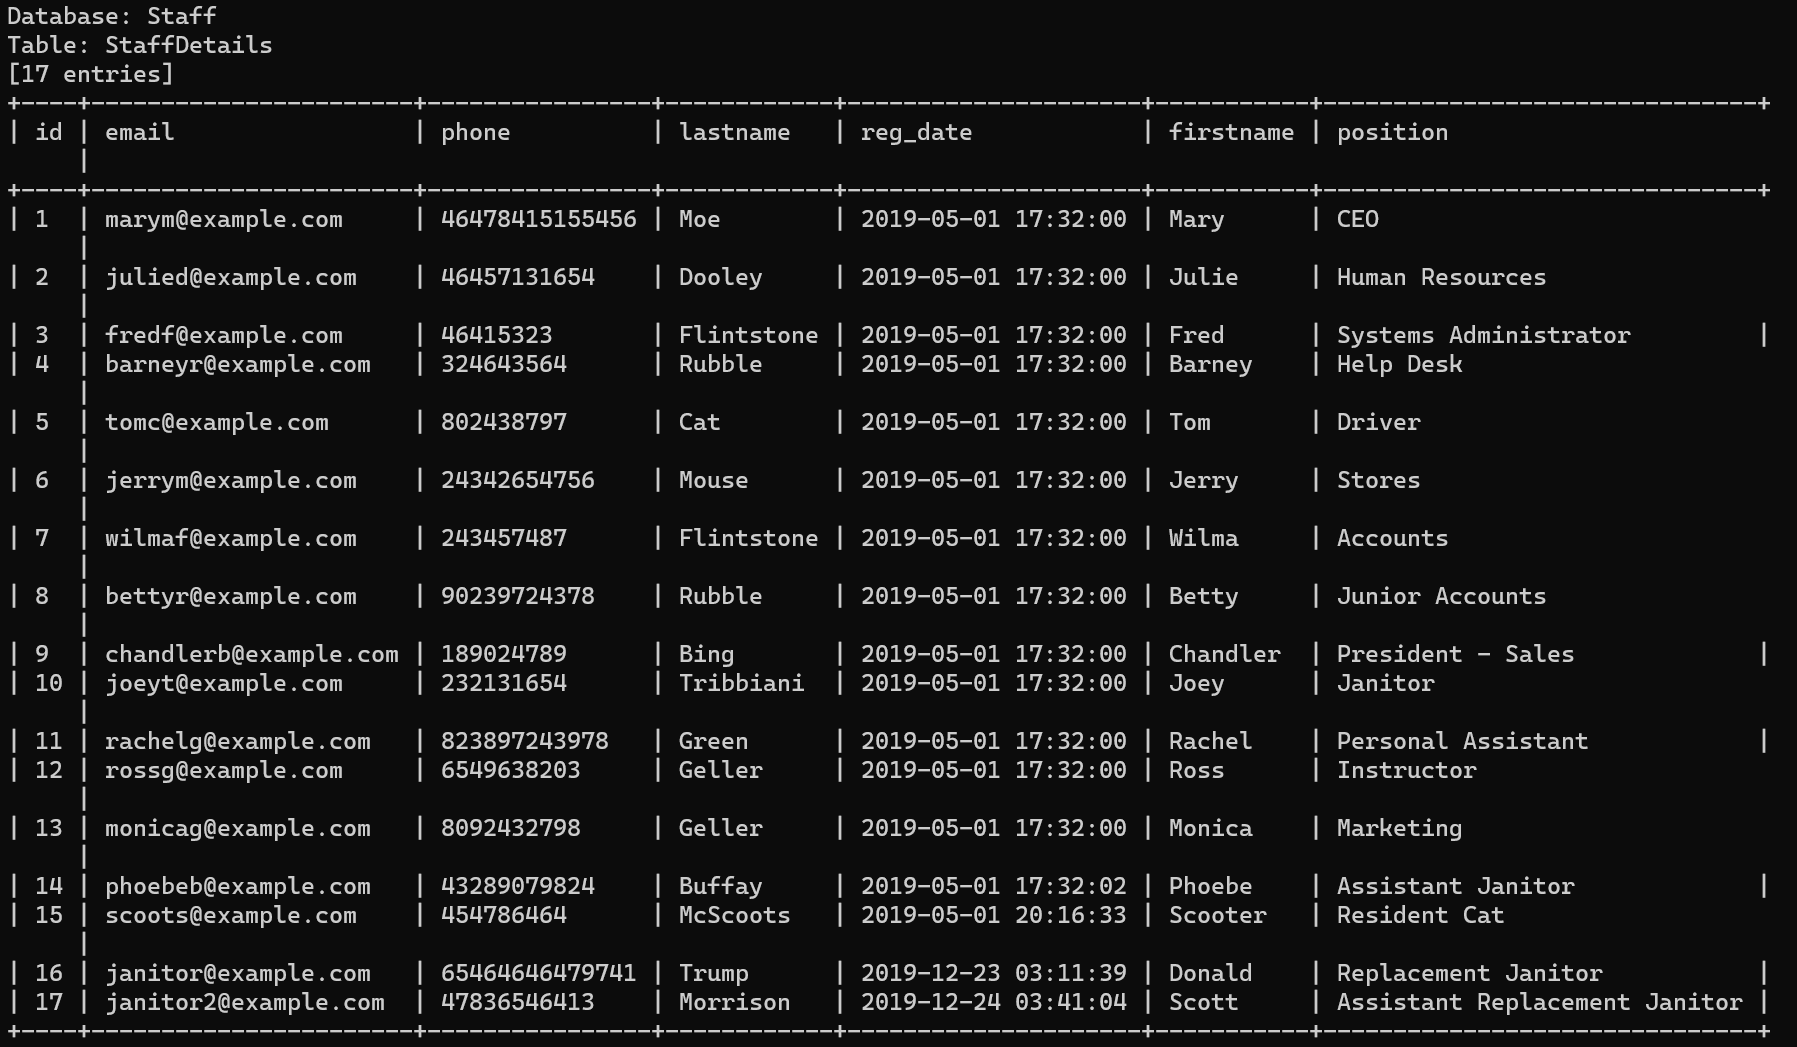 Database: Staff
Table: StaffDetails
[17 entries]
+----+-----------------------+----------------+------------+---------------------+-----------+-------------------------------+
| id | email                 | phone          | lastname   | reg_date            | firstname | position
     |
+----+-----------------------+----------------+------------+---------------------+-----------+-------------------------------+
| 1  | marym@example.com     | 46478415155456 | Moe        | 2019-05-01 17:32:00 | Mary      | CEO
     |
| 2  | julied@example.com    | 46457131654    | Dooley     | 2019-05-01 17:32:00 | Julie     | Human Resources
     |
| 3  | fredf@example.com     | 46415323       | Flintstone | 2019-05-01 17:32:00 | Fred      | Systems Administrator         |
| 4  | barneyr@example.com   | 324643564      | Rubble     | 2019-05-01 17:32:00 | Barney    | Help Desk
     |
| 5  | tomc@example.com      | 802438797      | Cat        | 2019-05-01 17:32:00 | Tom       | Driver
     |
| 6  | jerrym@example.com    | 24342654756    | Mouse      | 2019-05-01 17:32:00 | Jerry     | Stores
     |
| 7  | wilmaf@example.com    | 243457487      | Flintstone | 2019-05-01 17:32:00 | Wilma     | Accounts
     |
| 8  | bettyr@example.com    | 90239724378    | Rubble     | 2019-05-01 17:32:00 | Betty     | Junior Accounts
     |
| 9  | chandlerb@example.com | 189024789      | Bing       | 2019-05-01 17:32:00 | Chandler  | President - Sales             |
| 10 | joeyt@example.com     | 232131654      | Tribbiani  | 2019-05-01 17:32:00 | Joey      | Janitor
     |
| 11 | rachelg@example.com   | 823897243978   | Green      | 2019-05-01 17:32:00 | Rachel    | Personal Assistant            |
| 12 | rossg@example.com     | 6549638203     | Geller     | 2019-05-01 17:32:00 | Ross      | Instructor
     |
| 13 | monicag@example.com   | 8092432798     | Geller     | 2019-05-01 17:32:00 | Monica    | Marketing
     |
| 14 | phoebeb@example.com   | 43289079824    | Buffay     | 2019-05-01 17:32:02 | Phoebe    | Assistant Janitor             |
| 15 | scoots@example.com    | 454786464      | McScoots   | 2019-05-01 20:16:33 | Scooter   | Resident Cat
     |
| 16 | janitor@example.com   | 65464646479741 | Trump      | 2019-12-23 03:11:39 | Donald    | Replacement Janitor           |
| 17 | janitor2@example.com  | 47836546413    | Morrison   | 2019-12-24 03:41:04 | Scott     | Assistant Replacement Janitor |
+----+-----------------------+----------------+------------+---------------------+-----------+-------------------------------+